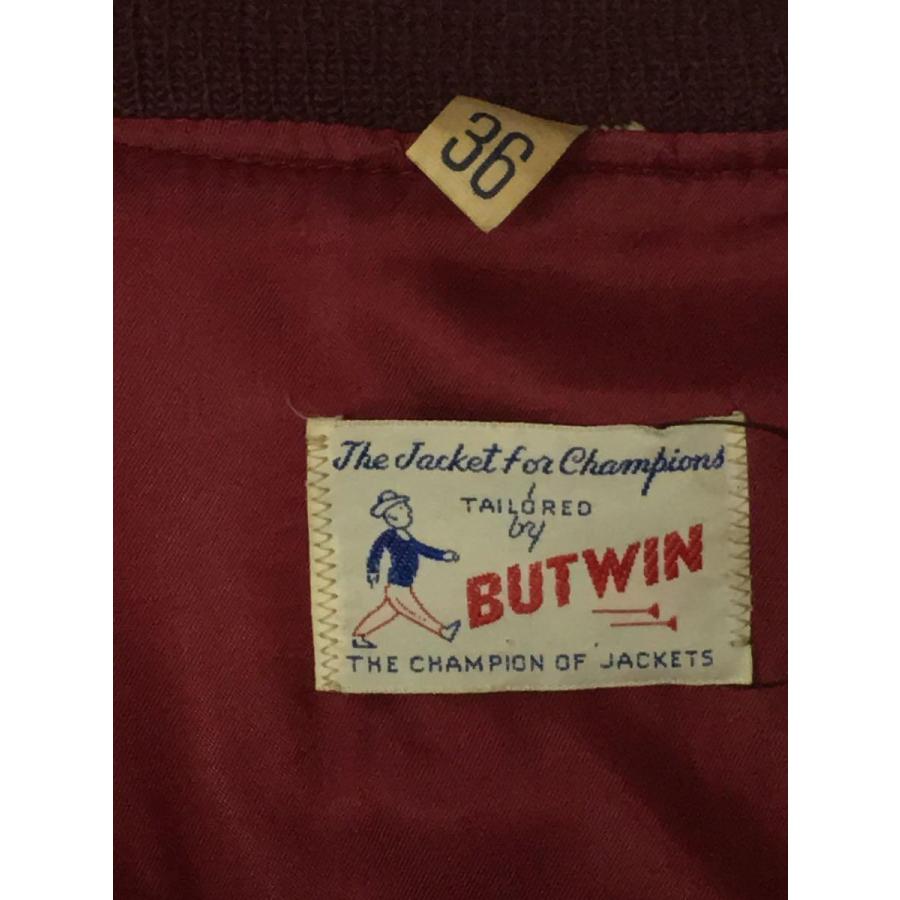 36
The Jacket for Champions
TAILORED
by
BUTWIN
THE CHAMPION OF JACKETS